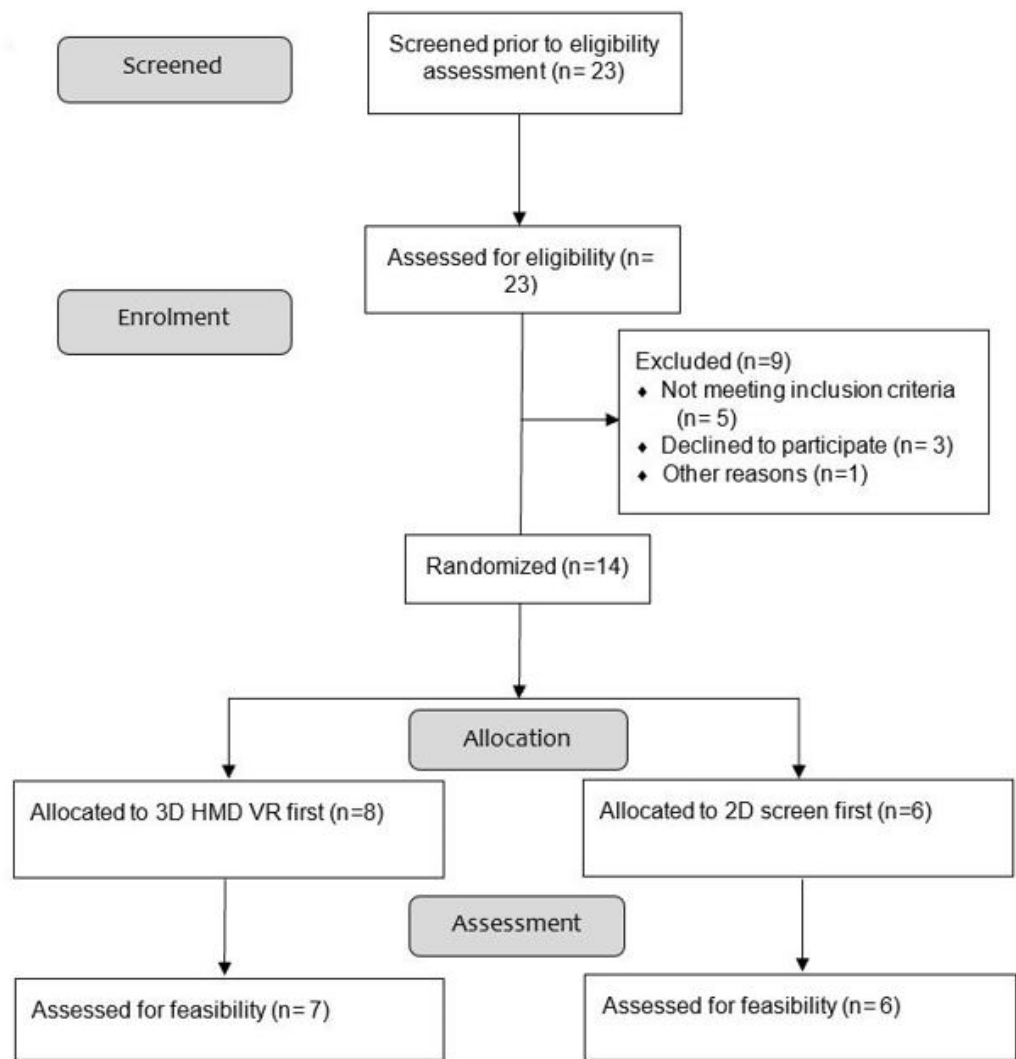 Screened
Screened prior to eligibility
assessment (n= 23)
Assessed for eligibility (n=
23)
Enrolment
Excluded (n=9)
♦ Not meeting inclusion criteria
(n= 5)
♦ Declined to participate (n= 3)
♦ Other reasons (n=1)
Randomized (n=14)
Allocation
Allocated to 3D HMD VR first (n=8)
Allocated to 2D screen first (n=6)
Assessment
Assessed for feasibility (n= 7)
Assessed for feasibility (n= 6)